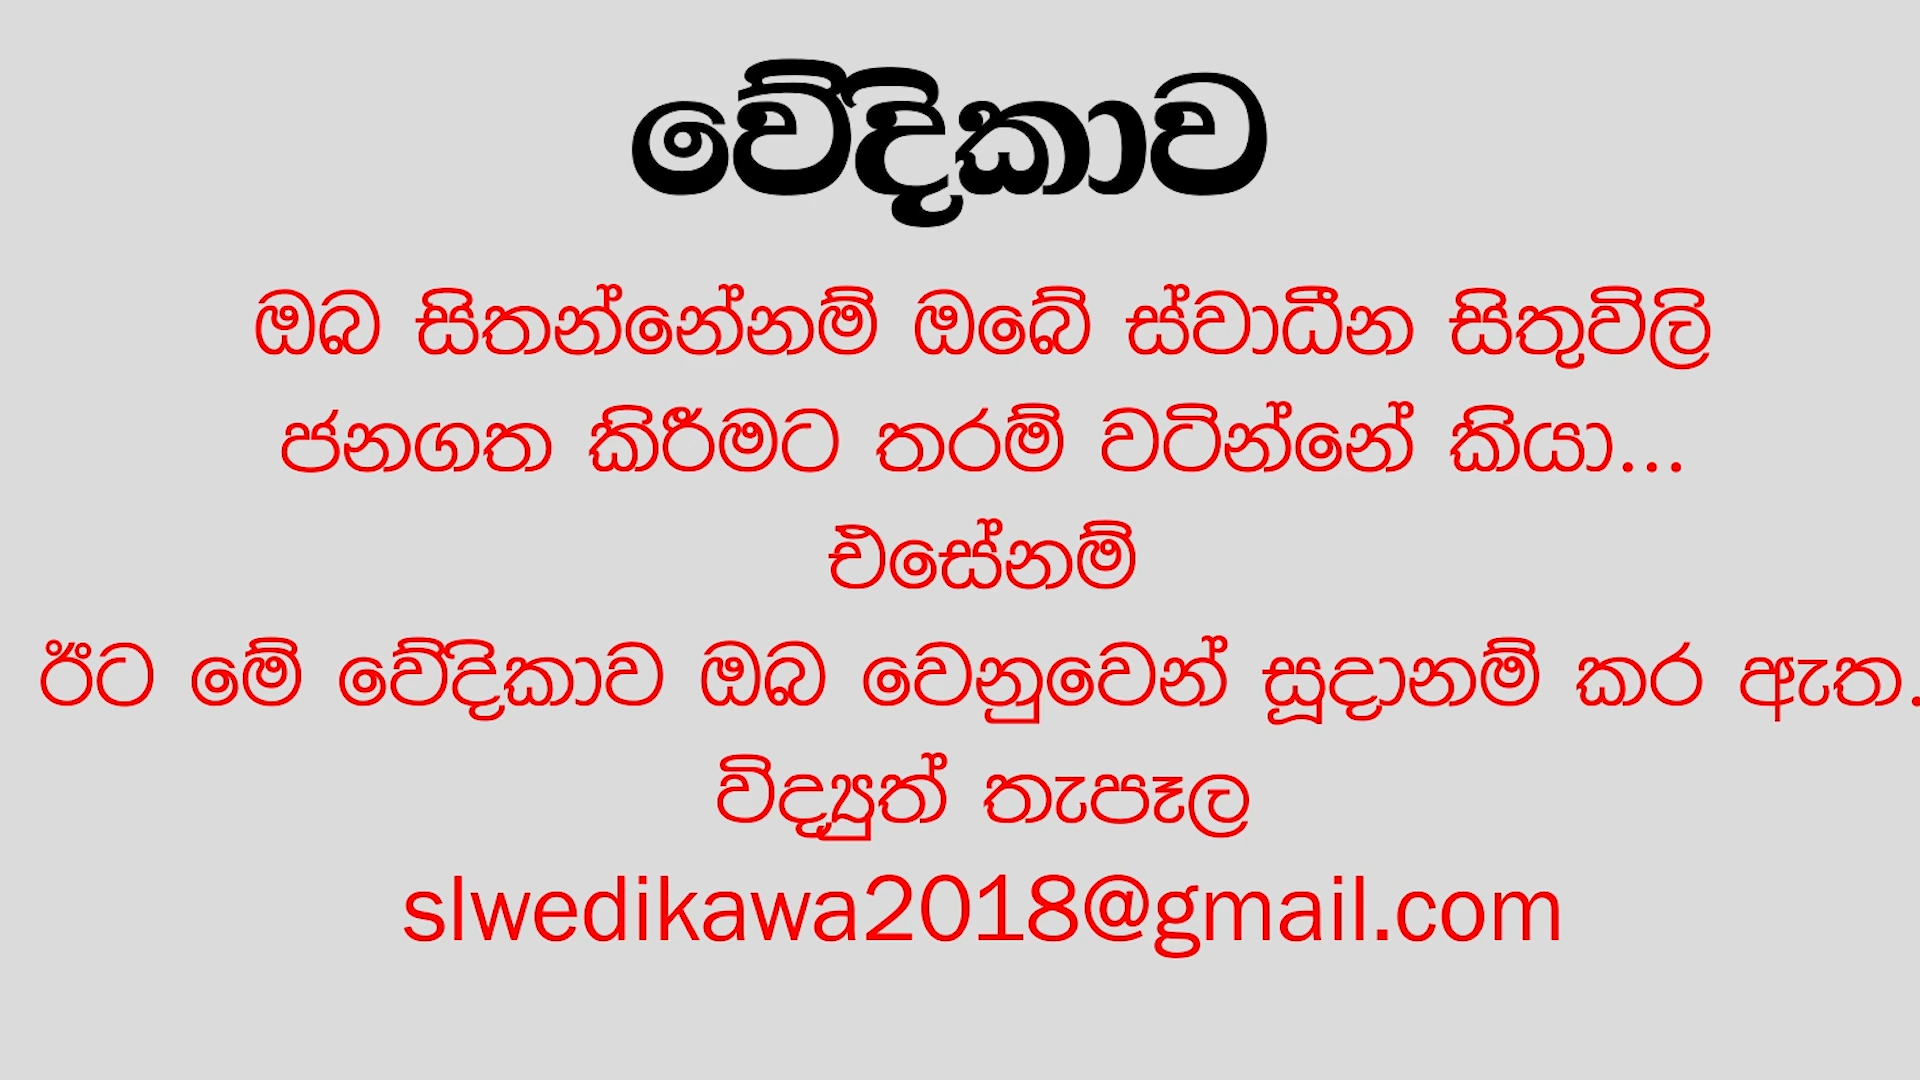 වේදිකාව
ඔබ සිතන්නේනම් ඔබේ ස්වාධීන සිතුවිලි
ජනගත කිරීමට තරම් වටින්නේ කියා...
එසේනම්
ඊට මේ වේදිකාව ඔබ වෙනුවෙන් සූදානම් කර ඇත.
විද්‍යුත් තැපෑල
slwedikawa2018@gmail.com